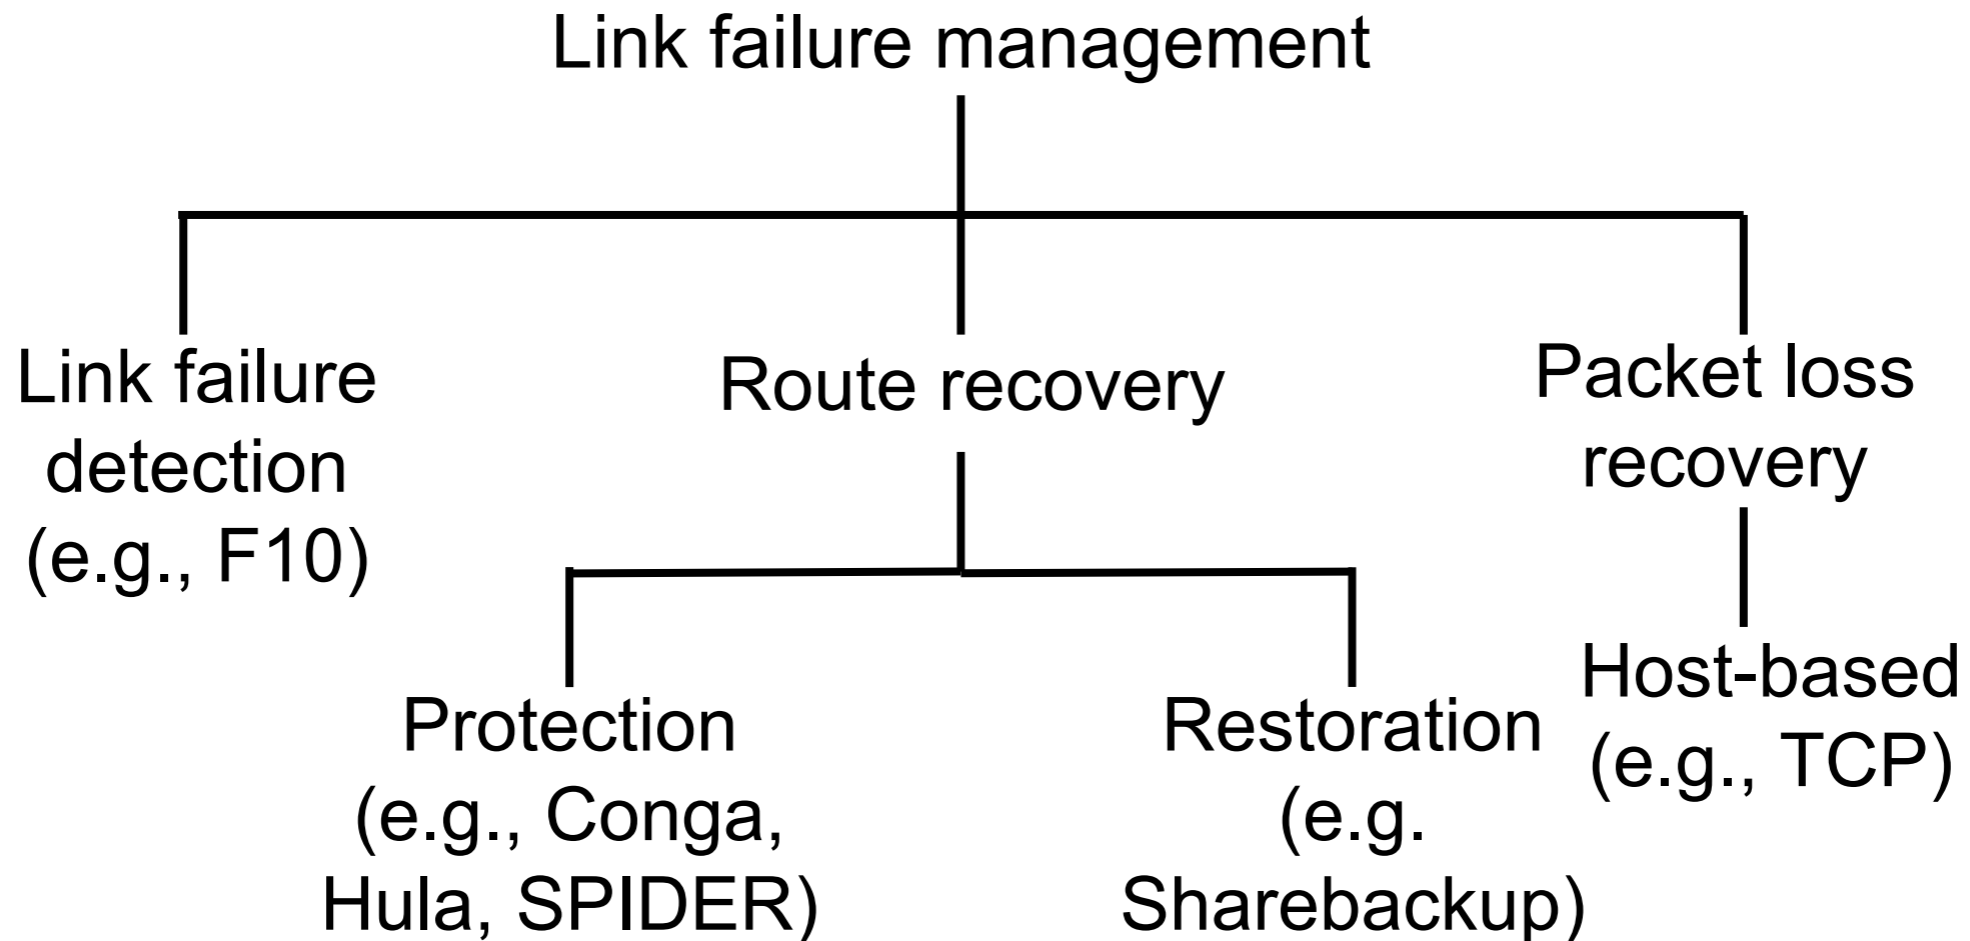 Link failure management
Link failure
detection
(e.g., F10)
Route recovery
Packet loss
recovery
Protection
(e.g., Conga,
Hula, SPIDER)
Restoration
(e.g.
Sharebackup)
Host-based
(e.g., TCP)